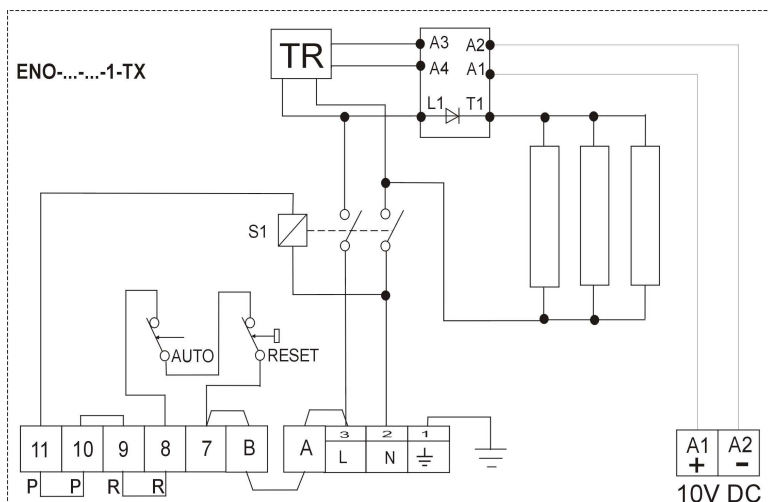 TR
A3 A2
A4 A1
ENO-...-...-1-TX
L1 T1
S1
AUTO RESET
11 10 9 8 7 B A 3 2 1
L N
P P R R
A1 A2
+ -
10V DC